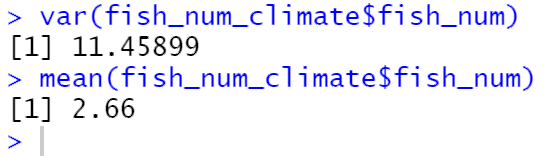 > var(fish_num_climate$fish_num)
[1] 11.45899
> mean(fish_num_climate$fish_num)
[1] 2.66
>